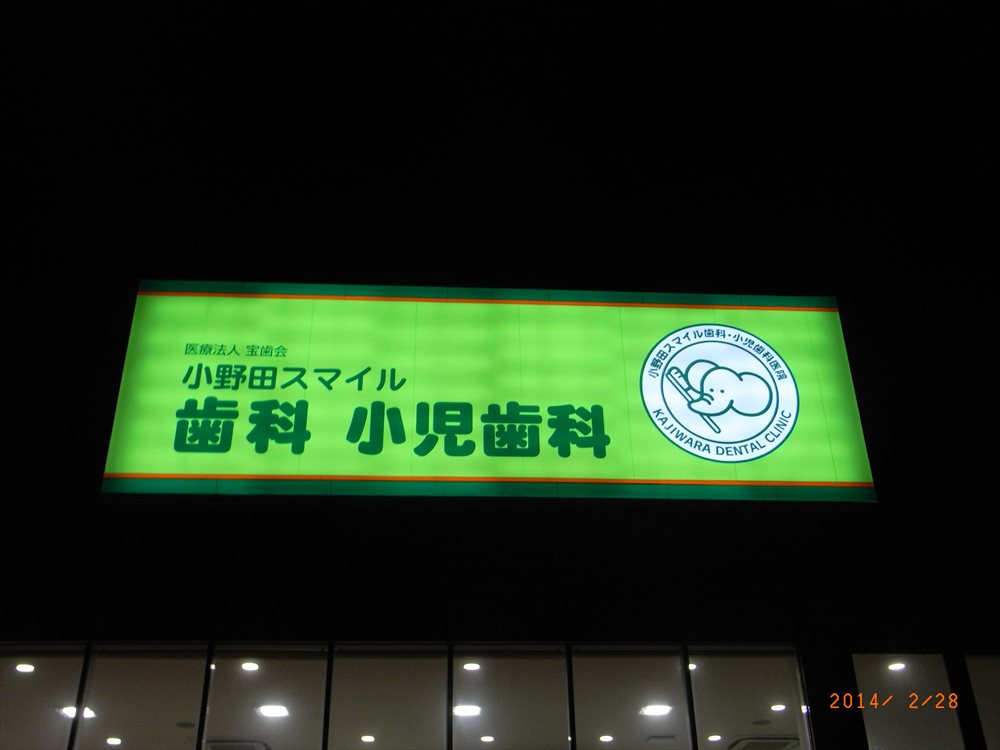 医療法人 宝歯会
小野田スマイル
歯科 小児歯科
小野田スマイル歯科・小児歯科医院
KAJIWARA DENTAL CLINIC
2014/ 2/28